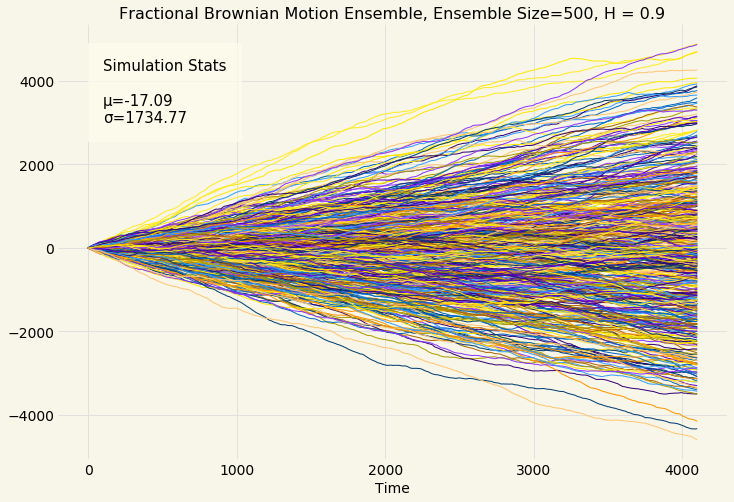 Fractional Brownian Motion Ensemble, Ensemble Size=500, H = 0.9
Simulation Stats
μ=-17.09
σ=1734.77
4000
2000
0
−2000
−4000
0 1000 2000 3000 4000
Time